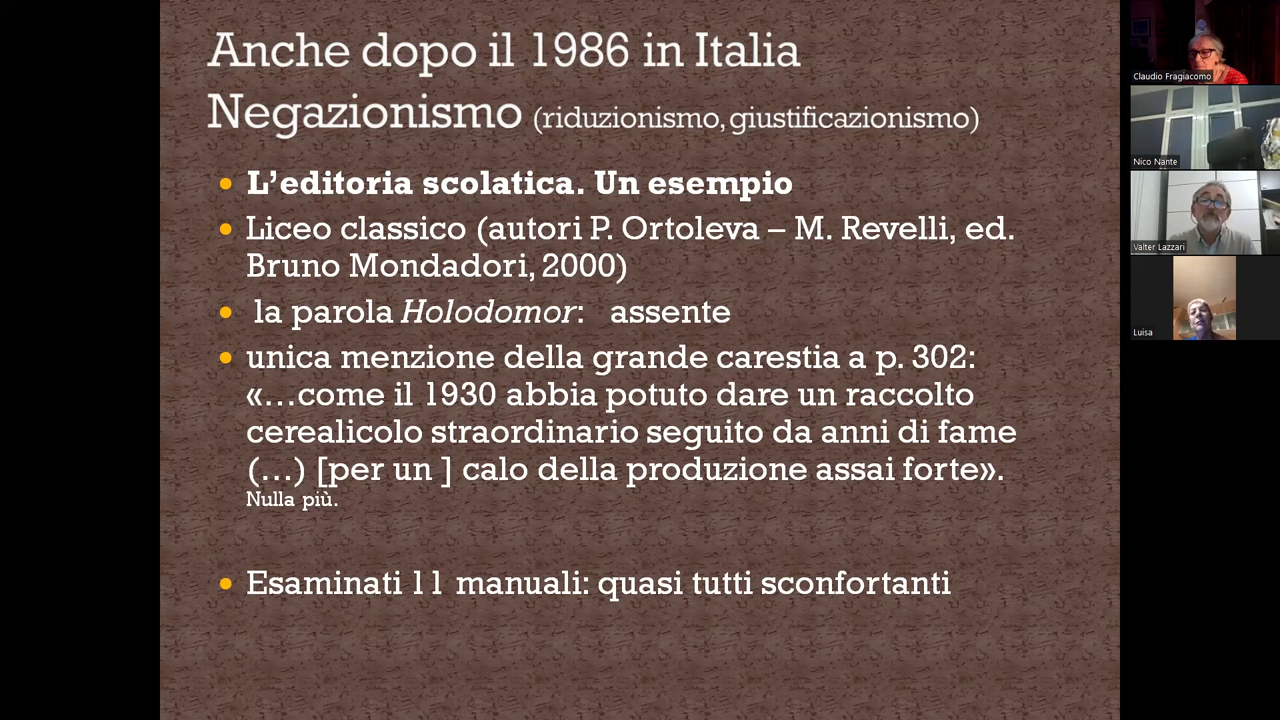 Anche dopo il 1986 in Italia
Negazionismo (riduzionismo, giustificazionismo)
L'editoria scolatica. Un esempio
Liceo classico (autori P. Ortoleva – M. Revelli, ed.
Bruno Mondadori, 2000)
la parola Holodomor: assente
unica menzione della grande carestia a p. 302:
«...come il 1930 abbia potuto dare un raccolto
cerealicolo straordinario seguito da anni di fame
(...) [per un ] calo della produzione assai forte».
Nulla più.
Esaminati 11 manuali: quasi tutti sconfortanti
Claudio Fragiacomo
Nico Nante
Valter Lazzari
Luisa